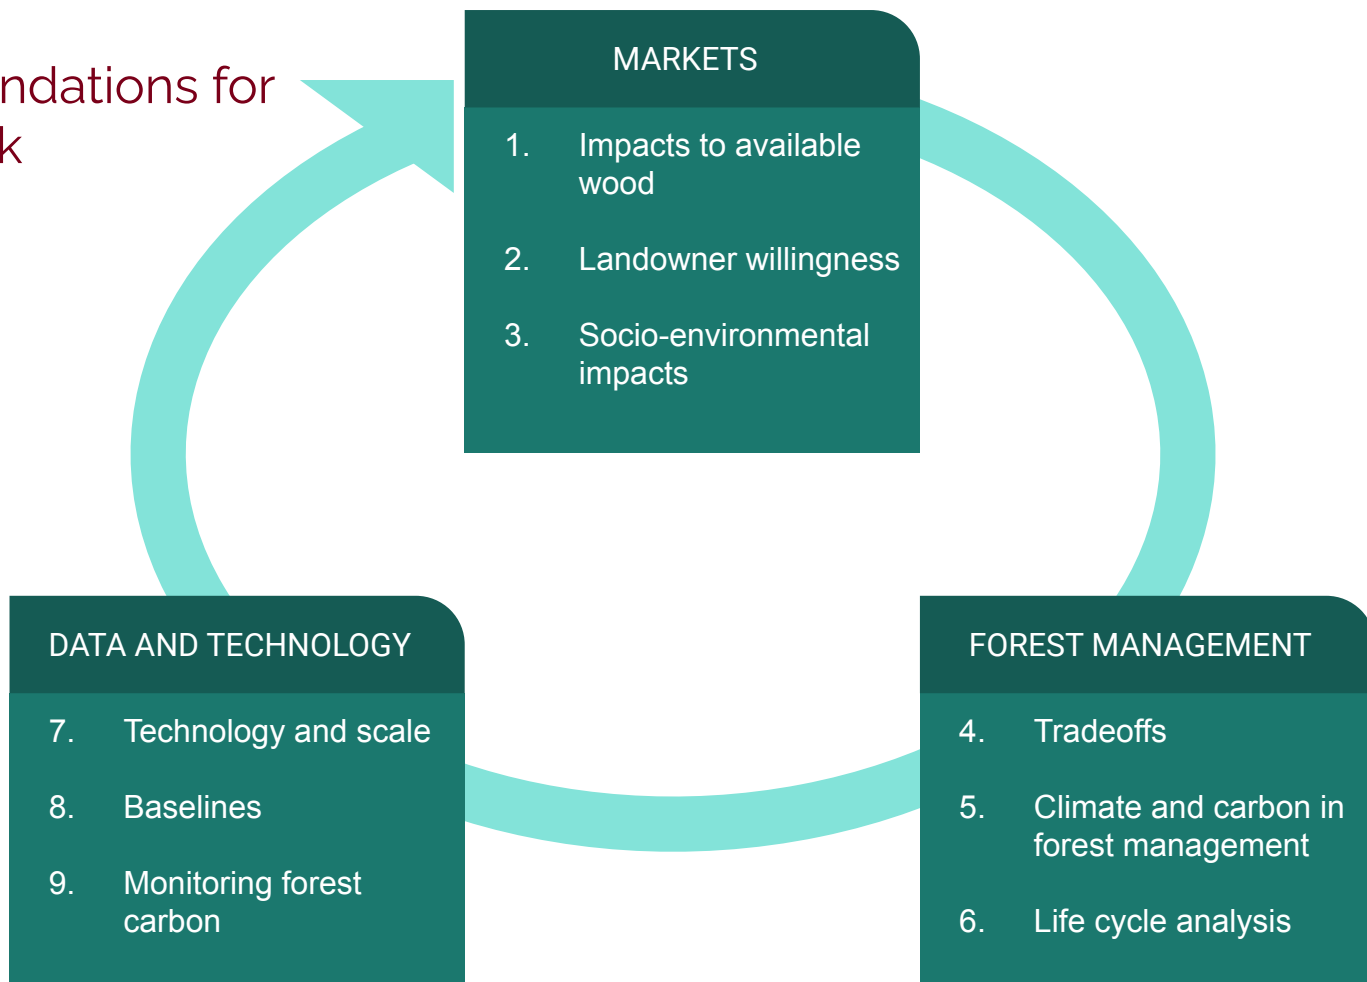 ndations for
k
MARKETS
1. Impacts to available
wood
2. Landowner willingness
3. Socio-environmental
impacts
DATA AND TECHNOLOGY
7. Technology and scale
8. Baselines
9. Monitoring forest
carbon
FOREST MANAGEMENT
4. Tradeoffs
5. Climate and carbon in
forest management
6. Life cycle analysis